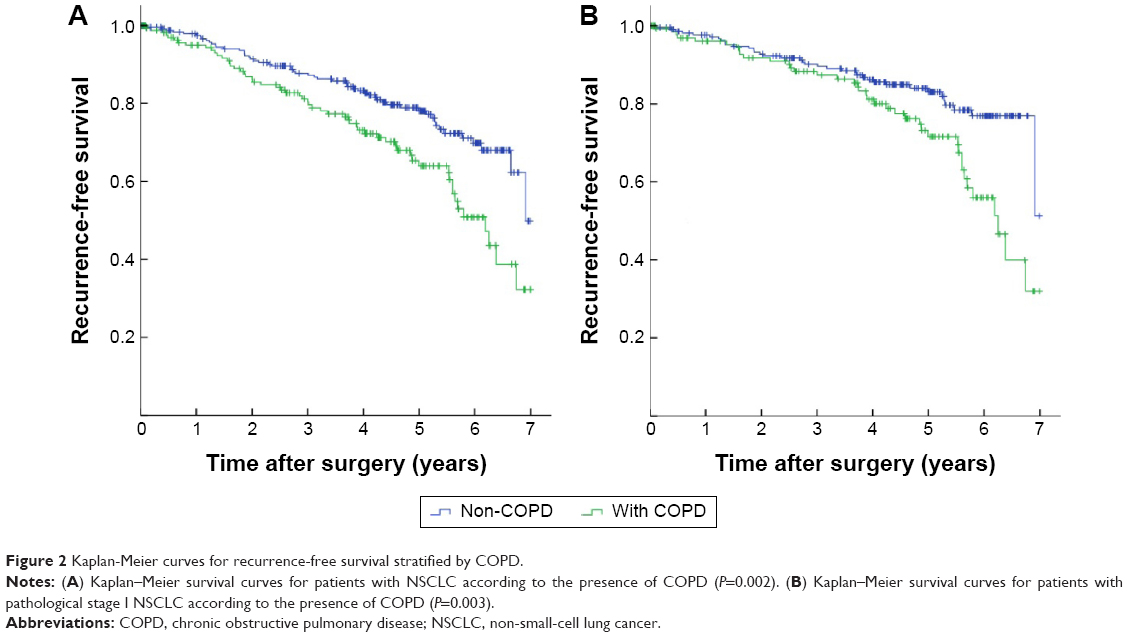 A
Recurrence-free survival
1.0
0.8
0.6
0.4
0.2
0 1 2 3 4 5 6 7
Time after surgery (years)
B
Recurrence-free survival
1.0
0.8
0.6
0.4
0.2
0 1 2 3 4 5 6 7
Time after surgery (years)
Non-COPD With COPD
Figure 2 Kaplan-Meier curves for recurrence-free survival stratified by COPD.
Notes: (A) Kaplan–Meier survival curves for patients with NSCLC according to the presence of COPD (P=0.002). (B) Kaplan–Meier survival curves for patients with
pathological stage I NSCLC according to the presence of COPD (P=0.003).
Abbreviations: COPD, chronic obstructive pulmonary disease; NSCLC, non-small-cell lung cancer.